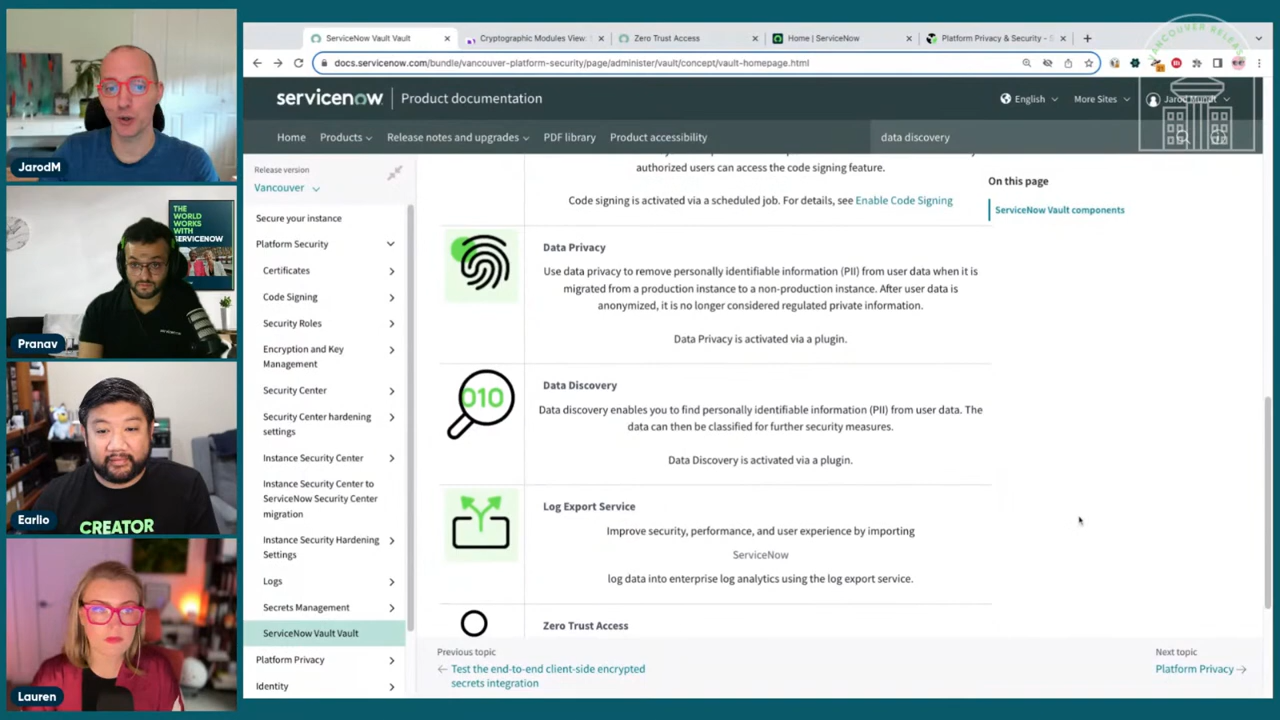 JarodM
THE
WORLD
WORKS
WITH
SERVICENOW
Pranav
CREATOR
Earlio
Lauren
ServiceNow Vault Vault
Cryptographic Modules View
Zero Trust Access
Home | ServiceNow
Platform Privacy & Security - S
docs.servicenow.com/bundle/vancouver-platform-security/page/administer/vault/concept/vault-homepage.html
VANCOUVER RELEASE
servicenow
Product documentation
English
More Sites
Jarod Mundt
Home
Products
Release notes and upgrades
PDF library
Product accessibility
data discovery
Release version
Vancouver
Secure your instance
Platform Security
Certificates
Code Signing
Security Roles
Encryption and Key
Management
Security Center
Security Center hardening
settings
Instance Security Center
Instance Security Center to
ServiceNow Security Center
migration
Instance Security Hardening
Settings
Logs
Secrets Management
ServiceNow Vault Vault
Platform Privacy
Identity
authorized users can access the code signing feature.
Code signing is activated via a scheduled job. For details, see Enable Code Signing
Data Privacy
Use data privacy to remove personally identifiable information (PII) from user data when it is
migrated from a production instance to a non-production instance. After user data is
anonymized, it is no longer considered regulated private information.
Data Privacy is activated via a plugin.
010
Data Discovery
Data discovery enables you to find personally identifiable information (PII) from user data. The
data can then be classified for further security measures.
Data Discovery is activated via a plugin.
Log Export Service
Improve security, performance, and user experience by importing
ServiceNow
log data into enterprise log analytics using the log export service.
Zero Trust Access
On this page
ServiceNow Vault components
Previous topic
Test the end-to-end client-side encrypted
secrets integration
Next topic
Platform Privacy